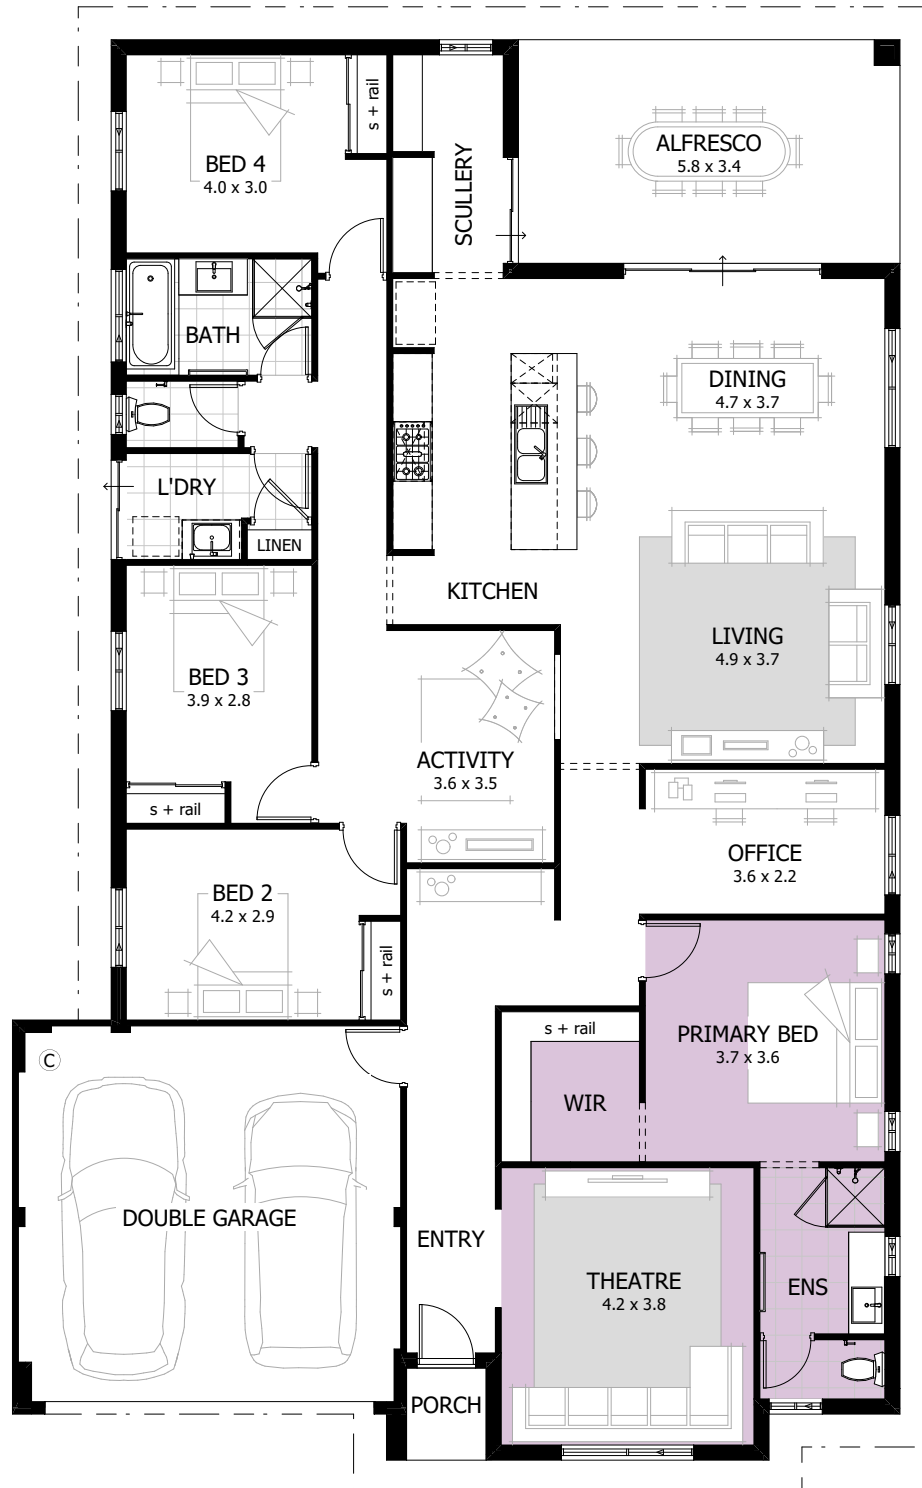 s + rail
BED 4
4.0 x 3.0
SCULLERY
ALFRESCO
5.8 x 3.4
BATH
DINING
4.7 x 3.7
L'DRY
LINEN
KITCHEN
LIVING
4.9 x 3.7
BED 3
3.9 x 2.8
s + rail
ACTIVITY
3.6 x 3.5
OFFICE
3.6 x 2.2
BED 2
4.2 x 2.9
s + rail
C
s + rail
PRIMARY BED
3.7 x 3.6
WIR
DOUBLE GARAGE
ENTRY
THEATRE
4.2 x 3.8
ENS
PORCH